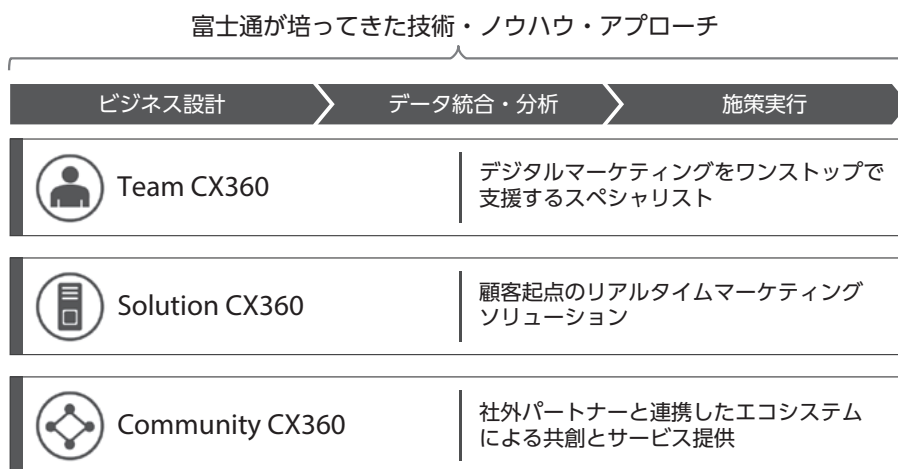 富士通が培ってきた技術・ノウハウ・アプローチ
ビジネス設計
データ統合・分析
施策実行
Team CX360
デジタルマーケティングをワンストップで
支援するスペシャリスト
Solution CX360
顧客起点のリアルタイムマーケティング
ソリューション
Community CX360
社外パートナーと連携したエコシステム
による共創とサービス提供